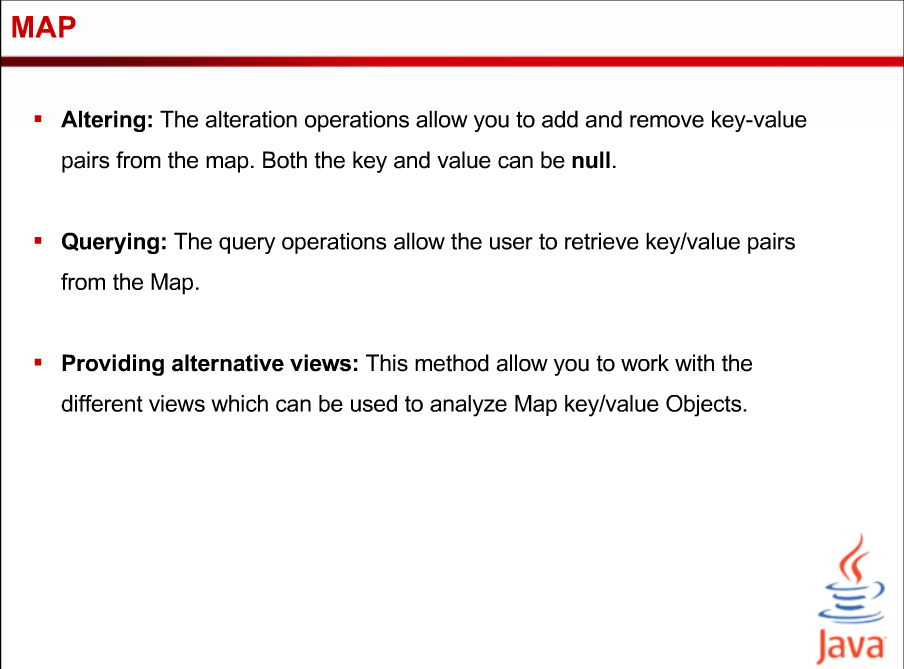 MAP
Altering: The alteration operations allow you to add and remove key-value
pairs from the map. Both the key and value can be null.
Querying: The query operations allow the user to retrieve key/value pairs
from the Map.
Providing alternative views: This method allow you to work with the
different views which can be used to analyze Map key/value Objects.
Java